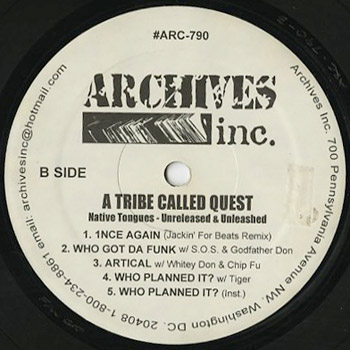 #ARC-790
ARCHIVES
inc.
B SIDE
A TRIBE CALLED QUEST
Native Tongues - Unreleased & Unleashed
1. 1NCE AGAIN (Jackin' For Beats Remix)
2. WHO GOT DA FUNK w/ S.O.S. & Godfather Don
3. ARTICAL w/ Whitey Don & Chip Fu
4. WHO PLANNED IT? w/ Tiger
5. WHO PLANNED IT? (inst.)
Archives Inc. 700 Pennsylvania Avenue NW. Washington DC. 20408 1-800-234-8861 email: archivesinc@hotmail.com